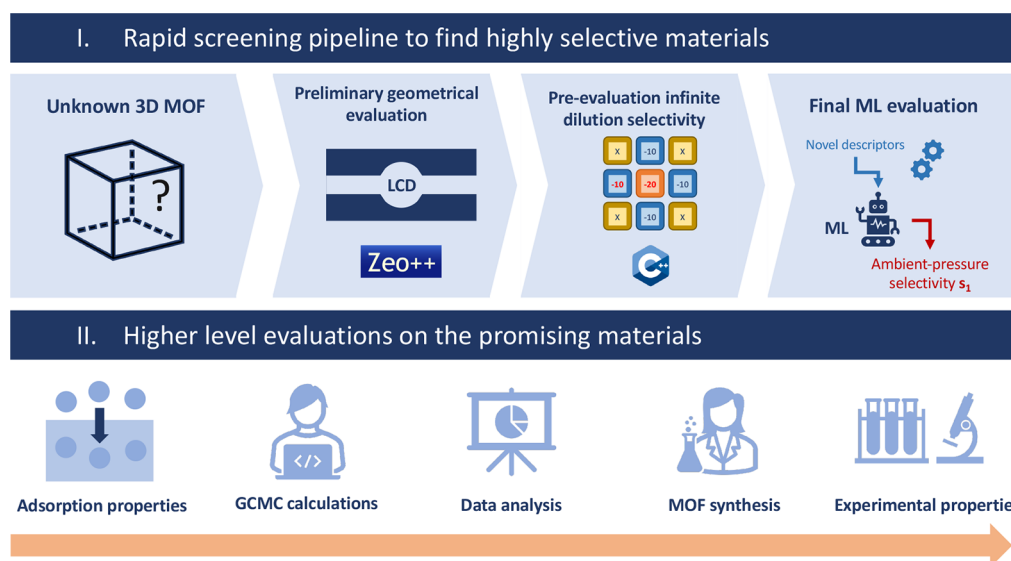 I. Rapid screening pipeline to find highly selective materials
Unknown 3D MOF
?
Preliminary geometrical
evaluation
LCD
Zeo++
Pre-evaluation infinite
dilution selectivity
X -10 X
-10 -20 -10
X -10 X
C++
Final ML evaluation
Novel descriptors
ML
Ambient-pressure
selectivity s1
II. Higher level evaluations on the promising materials
</>
Adsorption properties
GCMC calculations
Data analysis
MOF synthesis
Experimental propertie